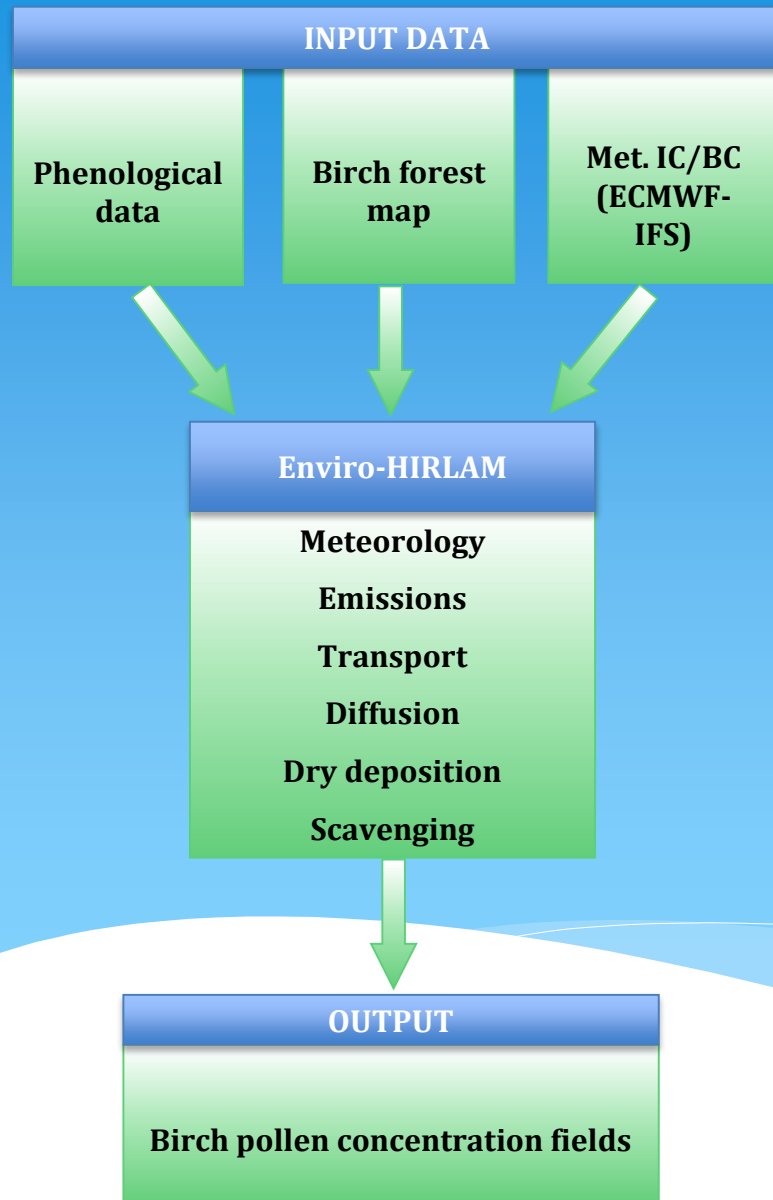 INPUT DATA
Phenological
data
Birch forest
map
Met. IC/BC
(ECMWF-
IFS)
Enviro-HIRLAM
Meteorology
Emissions
Transport
Diffusion
Dry deposition
Scavenging
OUTPUT
Birch pollen concentration fields